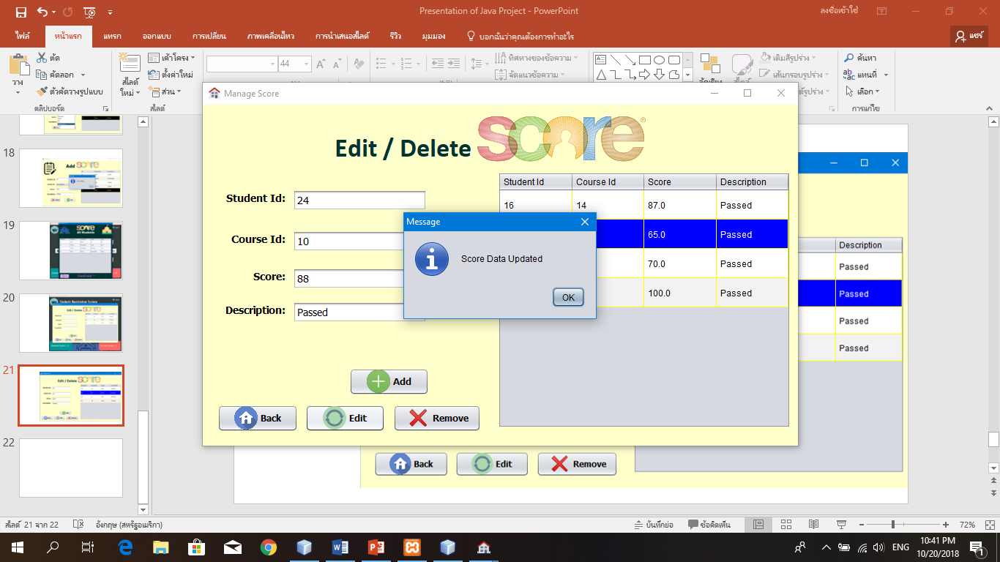 Presentation of Java Project - PowerPoint
ลงชื่อเข้าใช้
ไฟล์ หน้าแรก แทรก ออกแบบ การเปลี่ยน ภาพเคลื่อนไหว การนำเสนอสไลด์ รีวิว มุมมอง บอกฉันว่าคุณต้องการทำอะไร แชร์
วาง
ตัด
คัดลอก
ตัวคัดวางรูปแบบ
คลิปบอร์ด
สไลด์
ใหม่
เค้าโครง
ตั้งค่าใหม่
ส่วน
สไลด์
44
ทิศทางของข้อความ
จัดแนวข้อความ
เติมสีรูปร่าง
เส้นกรอบรูปร่าง
ค้นหา
แทนที่
เลือก
การแก้ไข
Manage Score
Edit / Delete score
Student Id: 24
Course Id: 10
Score: 88
Description: Passed
Student Id Course Id Score Description
16 14 87.0 Passed
65.0 Passed
70.0 Passed
100.0 Passed
Message
Score Data Updated
OK
Add
Back Edit Remove
Description
Passed
Passed
Passed
Passed
Back Edit Remove
18
Add score
19
score
20
Students Registration System
Edit / Delete
21
Edit / Delete score
22
สไลด์ 21 จาก 22
อังกฤษ (สหรัฐอเมริกา)
บันทึกย่อ
ข้อคิดเห็น
72%
ENG
10:41 PM
10/20/2018
1